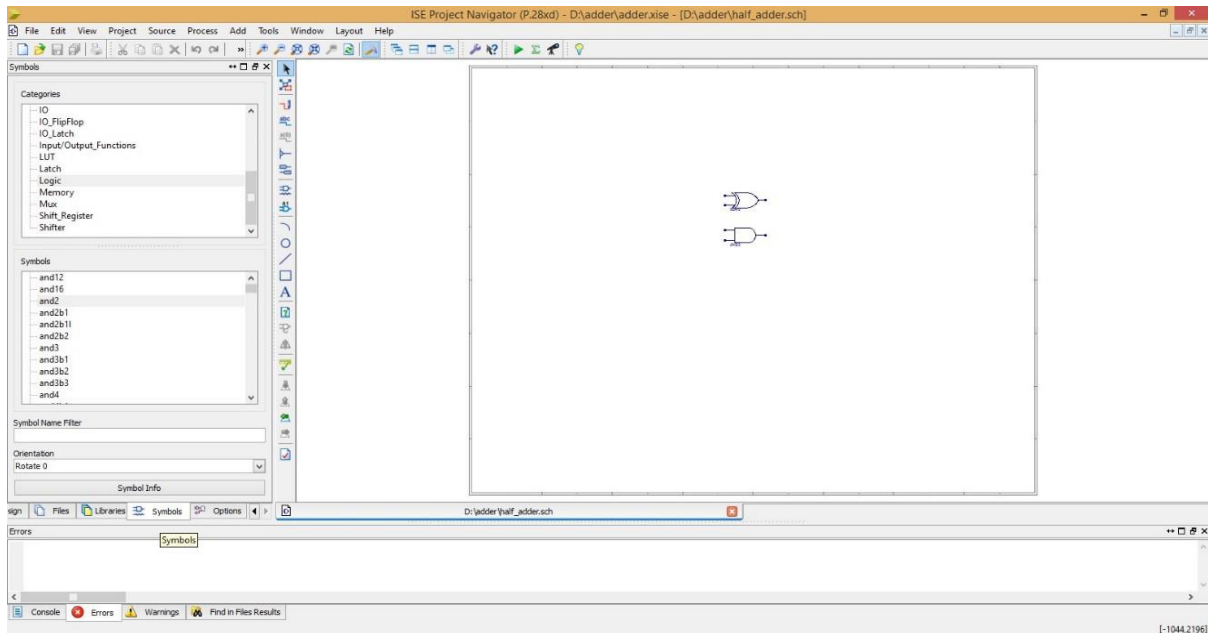 ISE Project Navigator (P.28xd) - D:\adder\adder.xise - [D:\adder\half_adder.sch]
File Edit View Project Source Process Add Tools Window Layout Help
Symbols
Categories
IO
IO_FlipFlop
IO_Latch
Input/Output_Functions
LUT
Latch
Logic
Memory
Mux
Shift_Register
Shifter
Symbols
and12
and16
and2
and2b1
and2b1l
and2b2
and3
and3b1
and3b2
and3b3
and4
Symbol Name Filter
Orientation
Rotate 0
Symbol Info
sign Files Libraries Symbols Options
D:\adder\half_adder.sch
Errors
Symbols
Console Errors Warnings Find in Files Results
[-1044,2196]